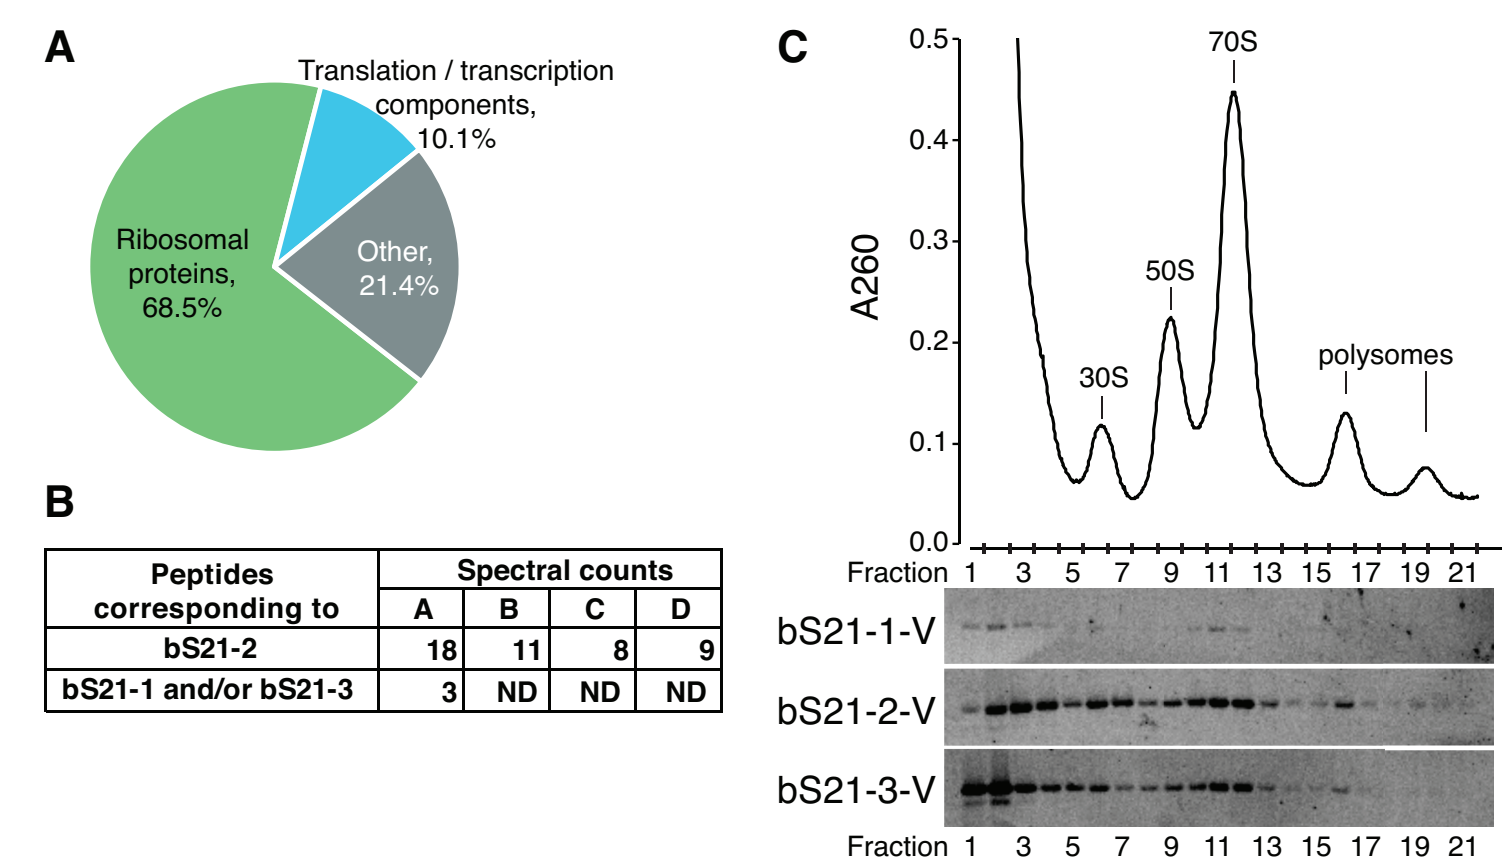 A
Translation / transcription
components,
10.1%
Ribosomal
proteins,
68.5%
Other,
21.4%
B
Peptides
corresponding to
Spectral counts
A B C D
bS21-2 18 11 8 9
bS21-1 and/or bS21-3 3 ND ND ND
C
A260
0.5
0.4
0.3
0.2
0.1
0.0
30S
50S
70S
polysomes
Fraction 1 3 5 7 9 11 13 15 17 19 21
bS21-1-V
bS21-2-V
bS21-3-V
Fraction 1 3 5 7 9 11 13 15 17 19 21